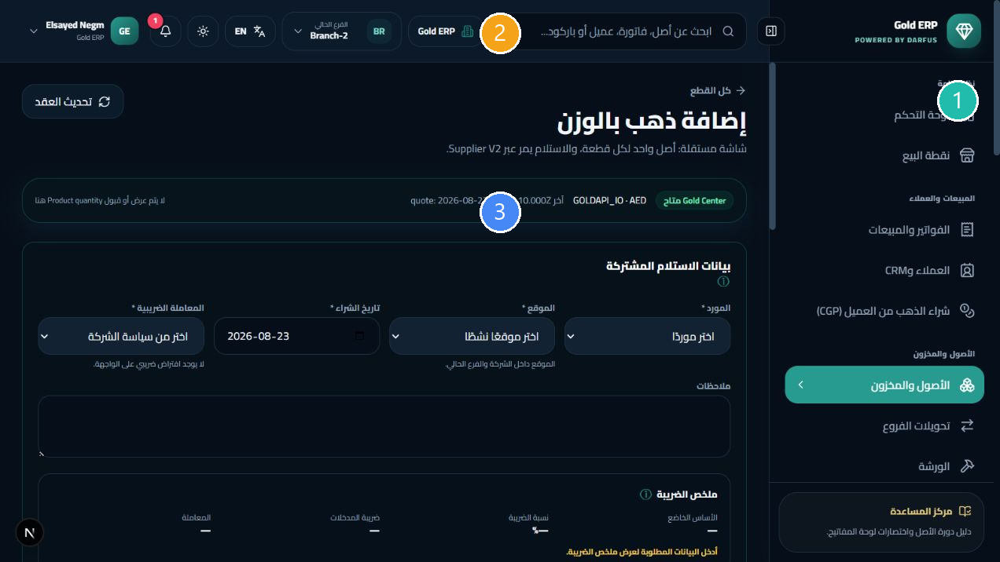 Gold ERP
POWERED BY DARFUS
ابحث عن أصل، فاتورة، عميل أو باركود...
2
Gold ERP
BR
الفرع الحالي
Branch-2
EN
1
GE
Elsayed Negm
Gold ERP
1
لوحة التحكم
نقطة البيع
المبيعات والعملاء
الفواتير والمبيعات
العملاء وCRM
شراء الذهب من العميل (CGP)
الأصول والمخزون
الأصول والمخزون
تحويلات الفروع
الورشة
مركز المساعدة
دليل دورة الأصل واختصارات لوحة المفاتيح.
كل القطع
إضافة ذهب بالوزن
شاشة مستقلة: أصل واحد لكل قطعة، والاستلام يمر عبر Supplier V2.
تحديث العقد
Gold Center متاح
GOLDAPI_IO · AED
آخر quote: 2026-08-2
10.000Z
3
لا يتم عرض أو قبول Product quantity هنا
بيانات الاستلام المشتركة
المورد *
الموقع *
تاريخ الشراء *
المعاملة الضريبية *
اختر موردًا
اختر موقعًا نشطًا
2026-08-23
اختر من سياسة الشركة
الموقع داخل الشركة والفرع الحالي.
لا يوجد افتراض ضريبي على الواجهة.
ملاحظات
ملخص الضريبة
الأساس الخاضع
نسبة الضريبة
ضريبة المدخلات
المعاملة
—
—%
—
—
أدخل البيانات المطلوبة لعرض ملخص الضريبة.
N